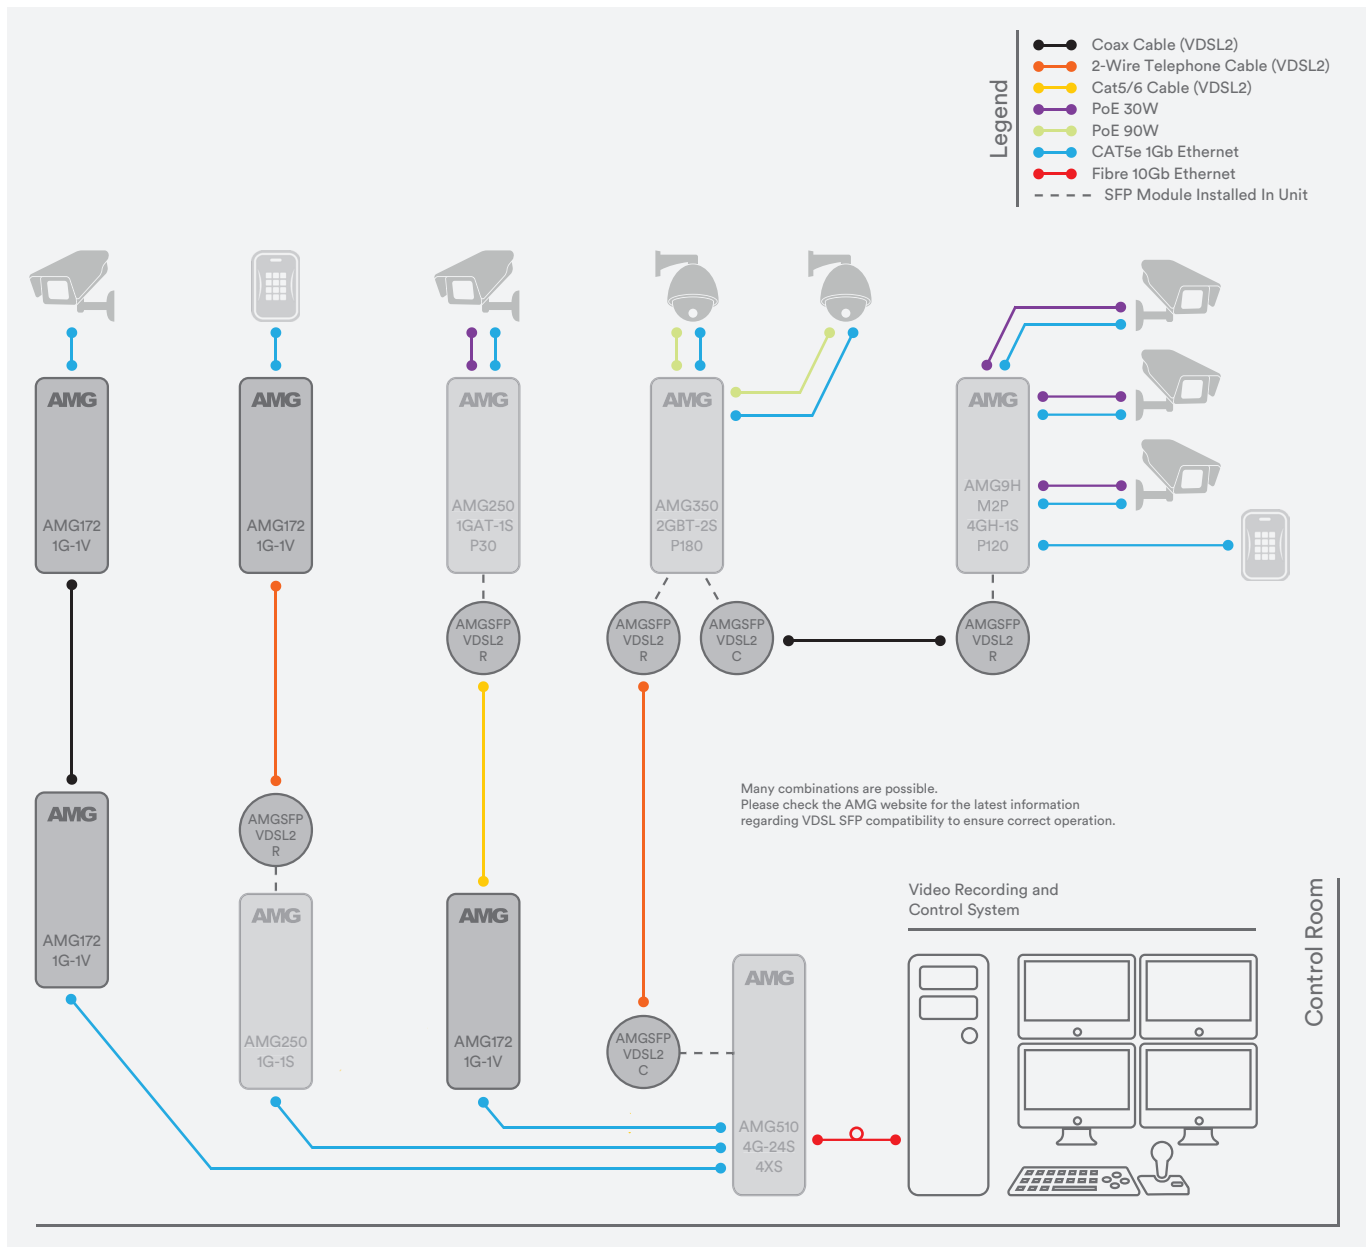 Legend
Coax Cable (VDSL2)
2-Wire Telephone Cable (VDSL2)
Cat5/6 Cable (VDSL2)
PoE 30W
PoE 90W
CAT5e 1Gb Ethernet
Fibre 10Gb Ethernet
SFP Module Installed In Unit
AMG
AMG172
1G-1V
AMG
AMG172
1G-1V
AMG
AMG250
1GAT-1S
P30
AMG
AMG350
2GBT-2S
P180
AMG
AMG9H
M2P
4GH-1S
P120
AMGSFP
VDSL2
R
AMGSFP
VDSL2
R
AMGSFP
VDSL2
C
AMGSFP
VDSL2
R
AMG
AMG172
1G-1V
AMGSFP
VDSL2
R
AMG
AMG250
1G-1S
AMG
AMG172
1G-1V
AMGSFP
VDSL2
C
AMG
AMG510
4G-24S
4XS
Many combinations are possible.
Please check the AMG website for the latest information
regarding VDSL SFP compatibility to ensure correct operation.
Video Recording and
Control System
Control Room